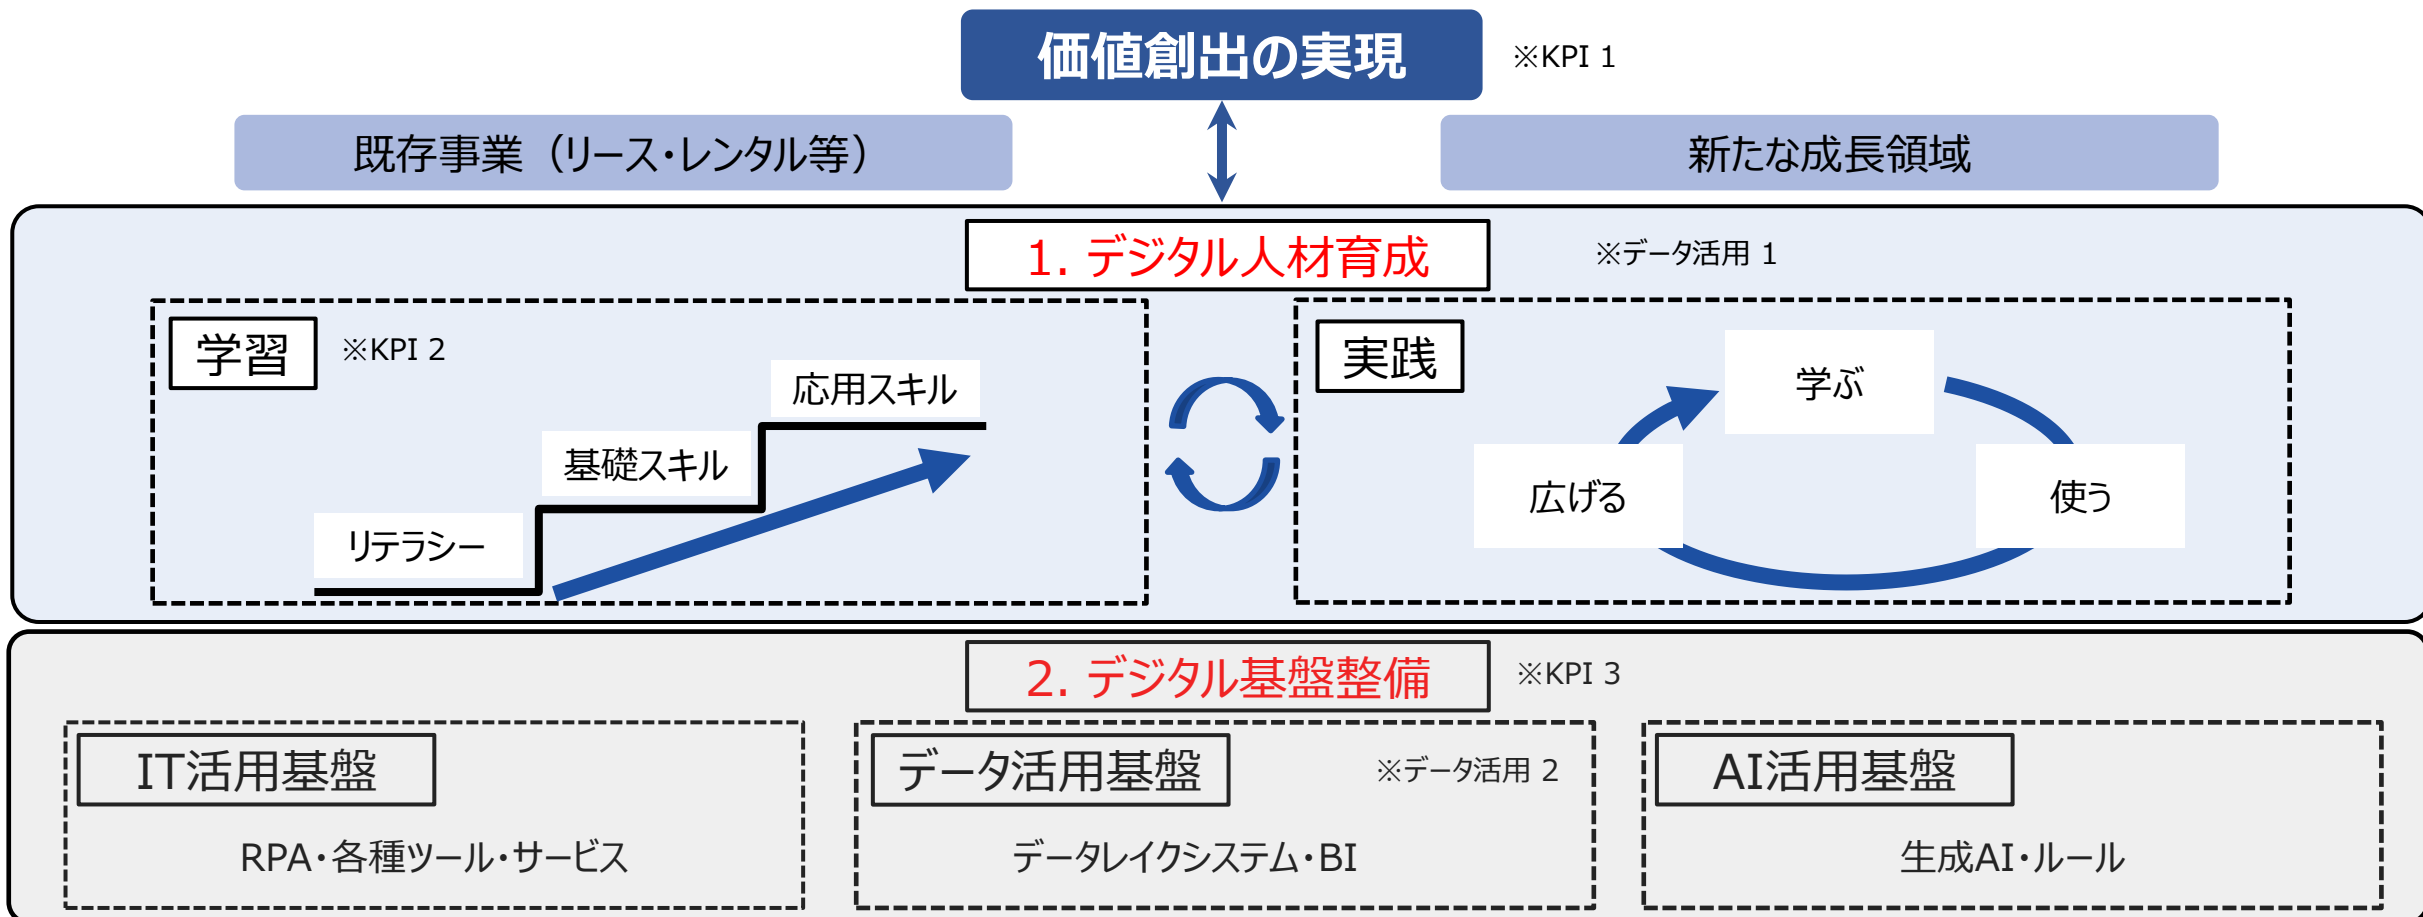 価値創出の実現
※KPI 1
既存事業（リース・レンタル等）
新たな成長領域
1. デジタル人材育成
※データ活用 1
学習
※KPI 2
応用スキル
基礎スキル
リテラシー
実践
学ぶ
使う
広げる
2. デジタル基盤整備
※KPI 3
IT活用基盤
RPA・各種ツール・サービス
データ活用基盤
※データ活用 2
データレイクシステム・BI
AI活用基盤
生成AI・ルール